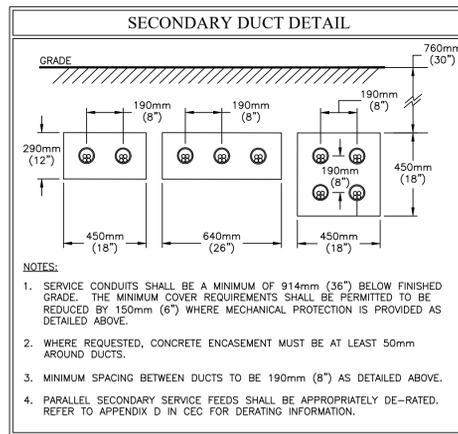 SECONDARY DUCT DETAIL
GRADE
760mm
(30")
190mm
(8")
190mm
(8")
190mm
(8")
290mm
(12")
190mm
(8")
450mm
(18")
450mm
(18")
640mm
(26")
450mm
(18")
NOTES:
1. SERVICE CONDUITS SHALL BE A MINIMUM OF 914mm (36") BELOW FINISHED
GRADE. THE MINIMUM COVER REQUIREMENTS SHALL BE PERMITTED TO BE
REDUCED BY 150mm (6") WHERE MECHANICAL PROTECTION IS PROVIDED AS
DETAILED ABOVE.
2. WHERE REQUESTED, CONCRETE ENCASEMENT MUST BE AT LEAST 50mm
AROUND DUCTS.
3. MINIMUM SPACING BETWEEN DUCTS TO BE 190mm (8") AS DETAILED ABOVE.
4. PARALLEL SECONDARY SERVICE FEEDS SHALL BE APPROPRIATELY DE-RATED.
REFER TO APPENDIX D IN CEC FOR DERATING INFORMATION.